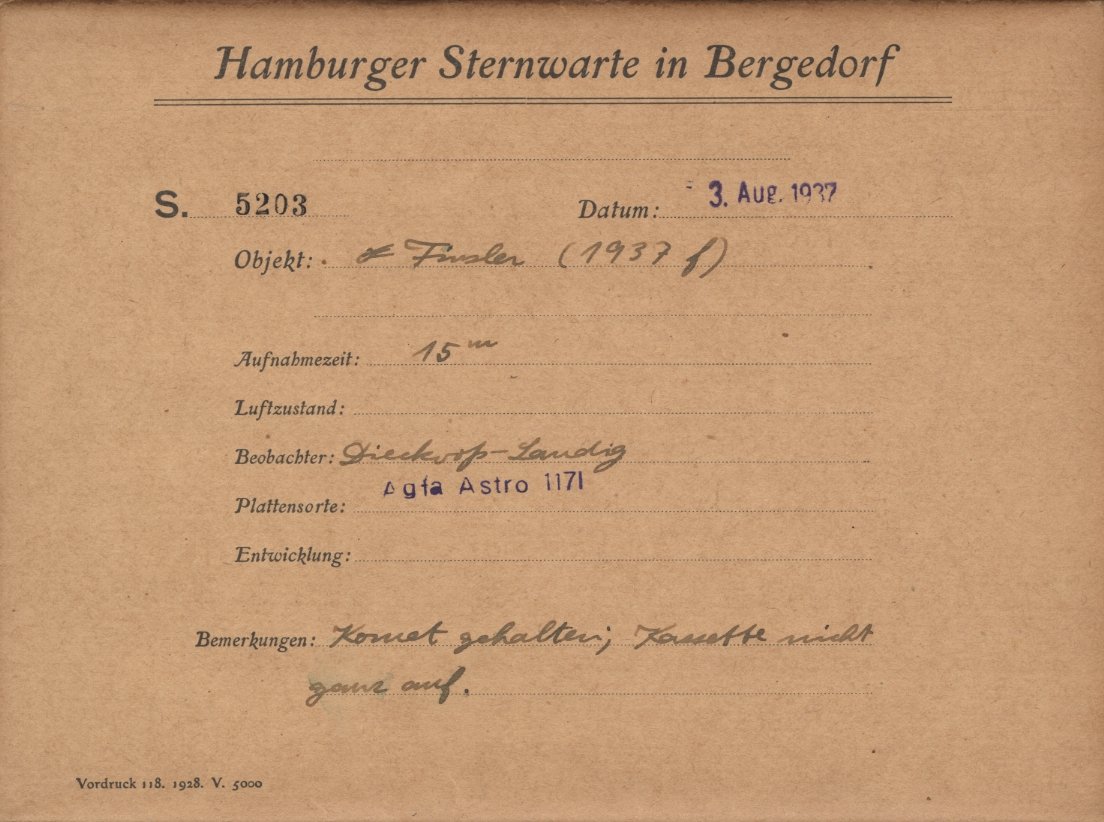 Hamburger Sternwarte in Bergedorf
S. 5203 Datum: 3. Aug. 1937
Objekt: ☄ Finsler (1937 f)
Aufnahmezeit: 15 m
Luftzustand:
Beobachter: Dieckvoß-Landig
Plattensorte: Agfa Astro 1171
Entwicklung:
Bemerkungen: Komet gehalten; Kassette nicht
ganz auf.
Vordruck 118. 1928. V. 5000